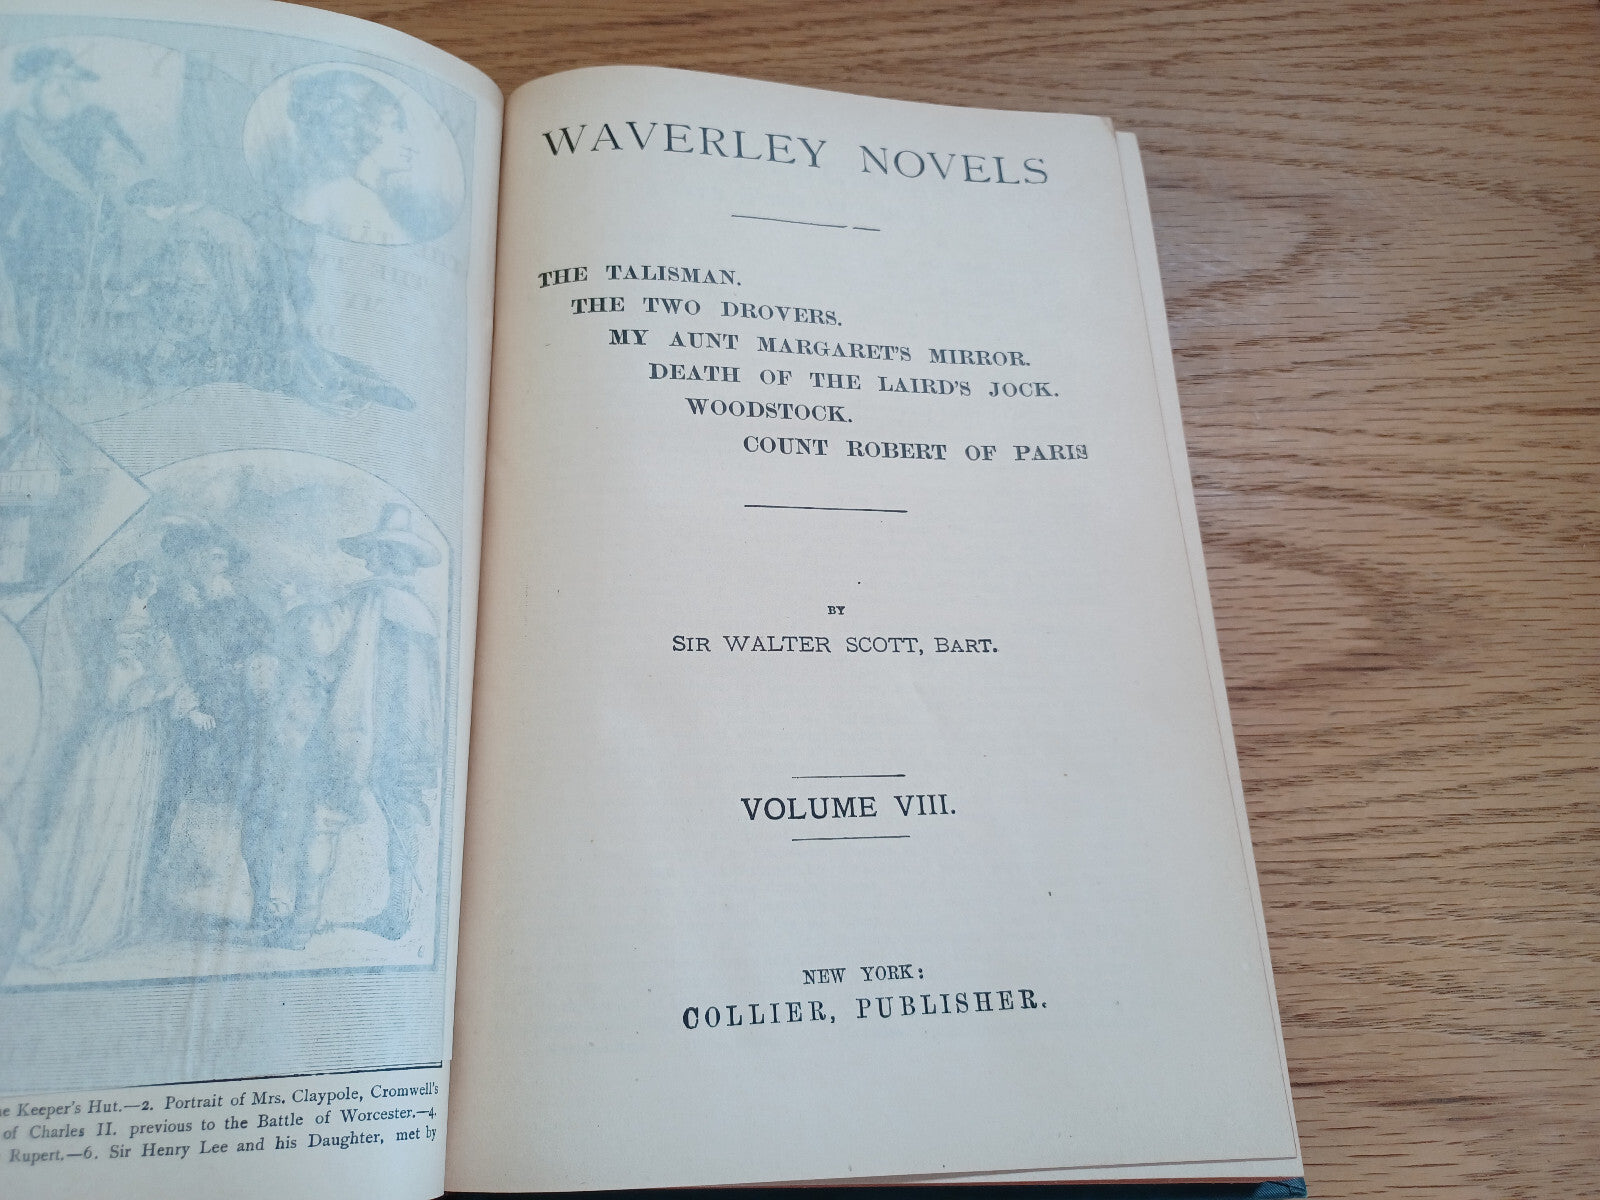 e Keeper's Hut.—2. Portrait of Mrs. Claypole, Cromwell's
of Charles II. previous to the Battle of Worcester.—4.
Rupert.—6. Sir Henry Lee and his Daughter, met by
WAVERLEY NOVELS
THE TALISMAN.
THE TWO DROVERS.
MY AUNT MARGARET'S MIRROR.
DEATH OF THE LAIRD'S JOCK.
WOODSTOCK.
COUNT ROBERT OF PARIS
BY
SIR WALTER SCOTT, BART.
VOLUME VIII.
NEW YORK:
COLLIER, PUBLISHER.